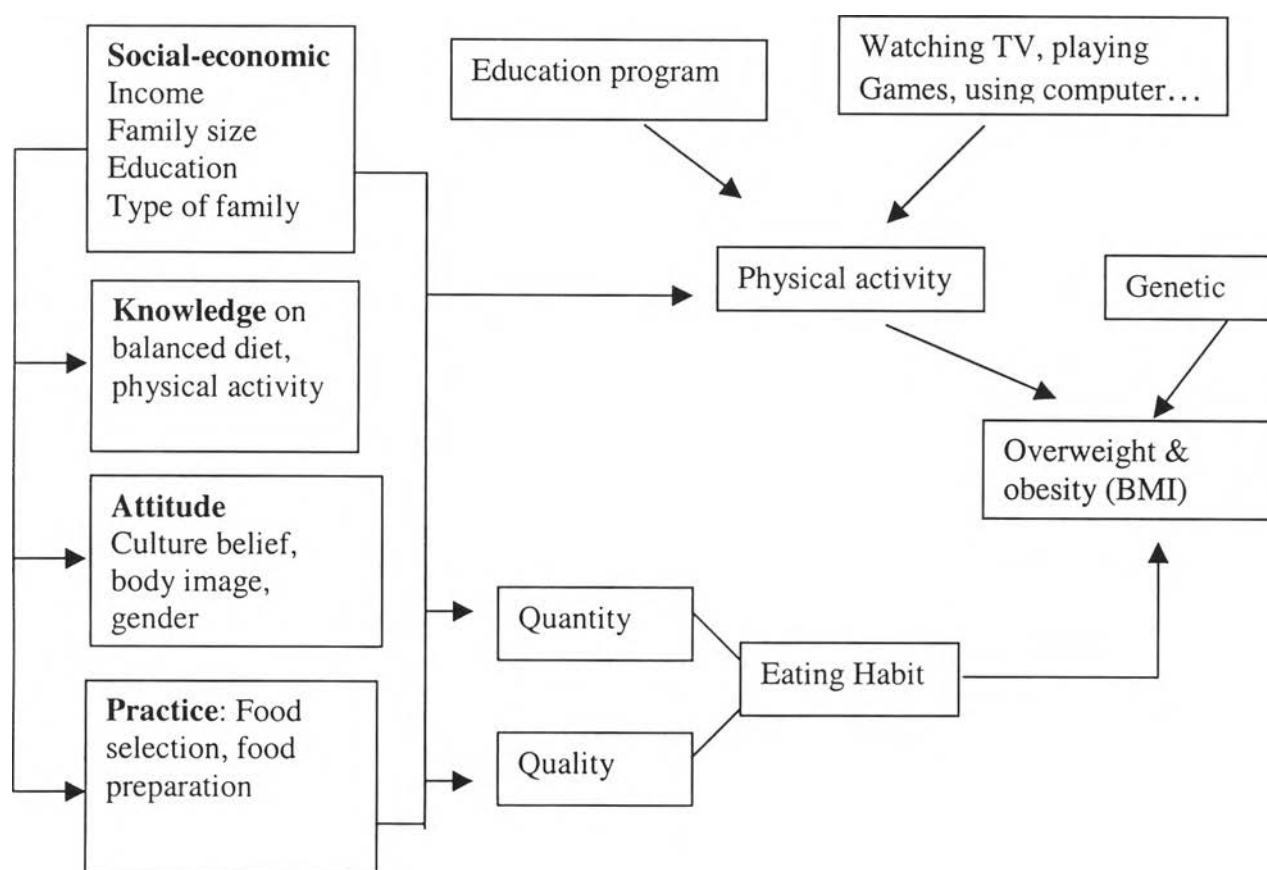 Social-economic
Income
Family size
Education
Type of family
Education program
Watching TV, playing
Games, using computer…
Knowledge on
balanced diet,
physical activity
Physical activity
Genetic
Attitude
Culture belief,
body image,
gender
Overweight &
obesity (BMI)
Quantity
Eating Habit
Quality
Practice: Food
selection, food
preparation